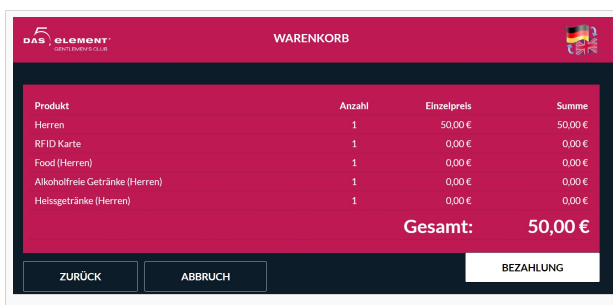 5
DAS element
GENTLEMEN'S CLUB
WARENKORB
Produkt Anzahl Einzelpreis Summe
Herren 1 50,00 € 50,00 €
RFID Karte 1 0,00 € 0,00 €
Food (Herren) 1 0,00 € 0,00 €
Alkoholfreie Getränke (Herren) 1 0,00 € 0,00 €
Heissgetränke (Herren) 1 0,00 € 0,00 €
Gesamt: 50,00 €
ZURÜCK ABBRUCH BEZAHLUNG